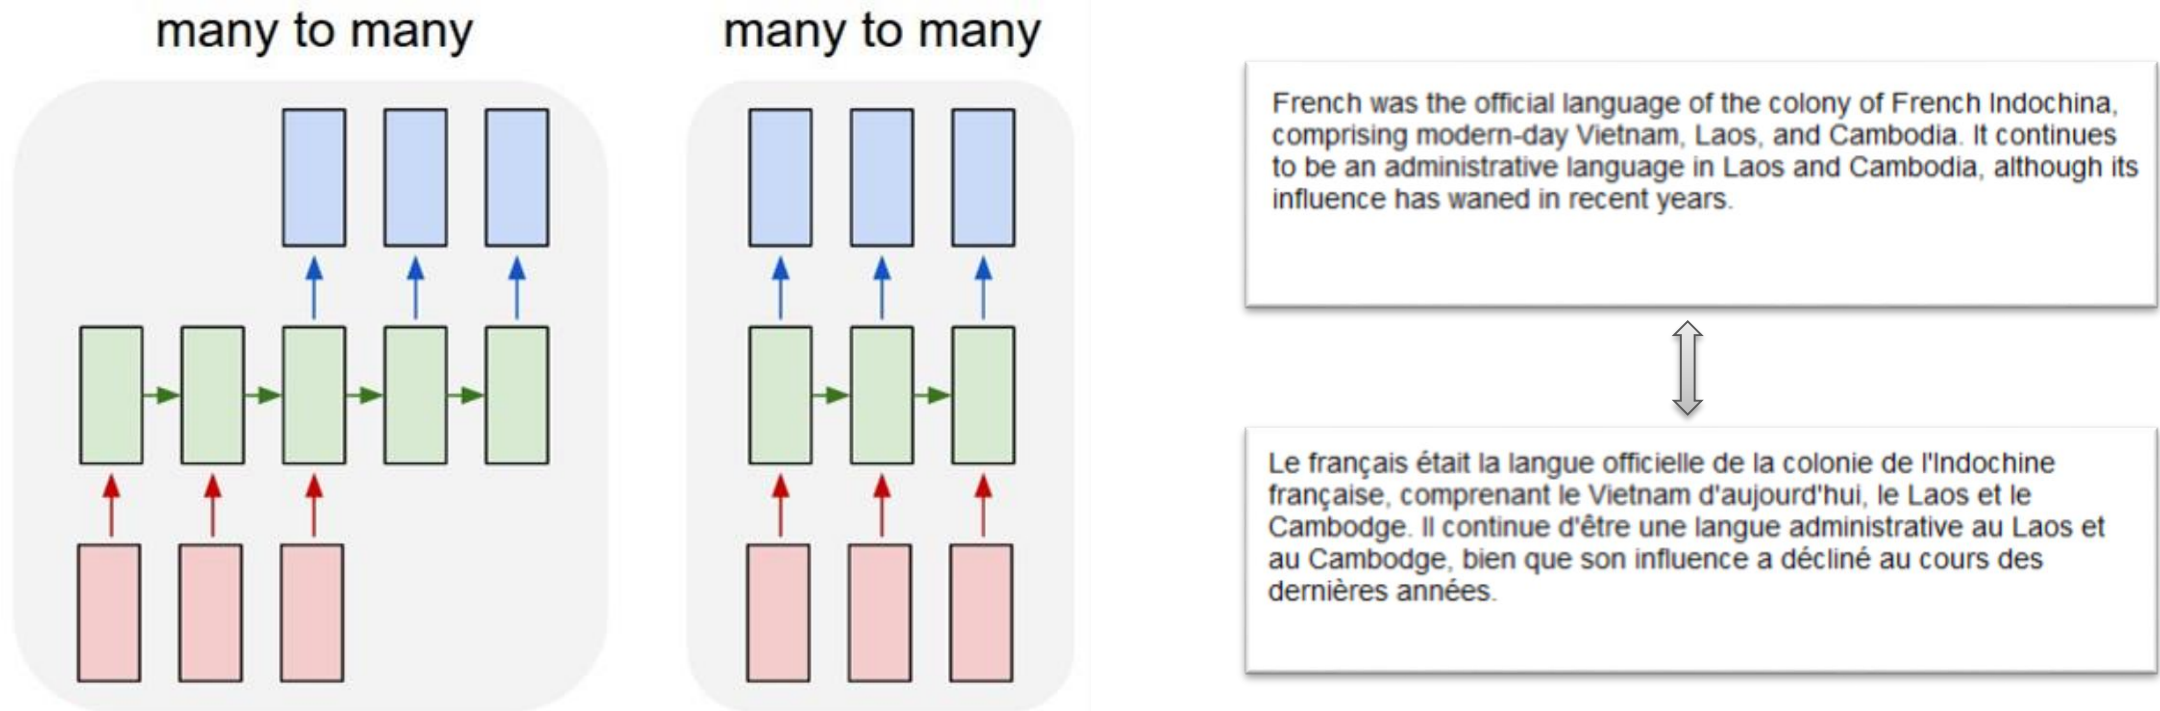 many to many
many to many
French was the official language of the colony of French Indochina,
comprising modern-day Vietnam, Laos, and Cambodia. It continues
to be an administrative language in Laos and Cambodia, although its
influence has waned in recent years.
Le français était la langue officielle de la colonie de l'Indochine
française, comprenant le Vietnam d'aujourd'hui, le Laos et le
Cambodge. Il continue d'être une langue administrative au Laos et
au Cambodge, bien que son influence a décliné au cours des
dernières années.